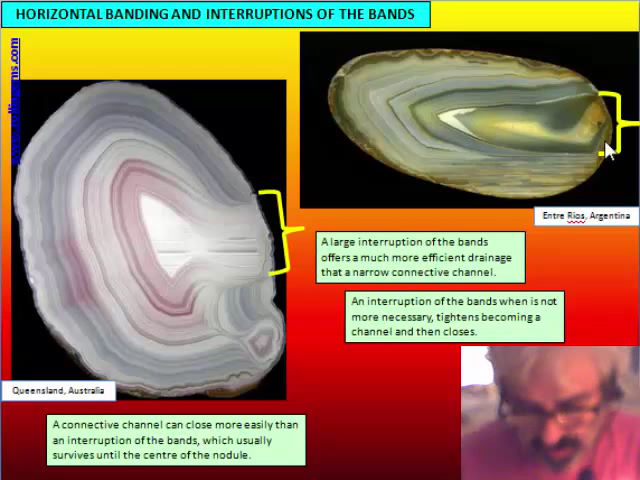 HORIZONTAL BANDING AND INTERRUPTIONS OF THE BANDS
Entre Rios, Argentina
A large interruption of the bands
offers a much more efficient drainage
that a narrow connective channel.
An interruption of the bands when is not
more necessary, tightens becoming a
channel and then closes.
Queensland, Australia
A connective channel can close more easily than
an interruption of the bands, which usually
survives until the centre of the nodule.